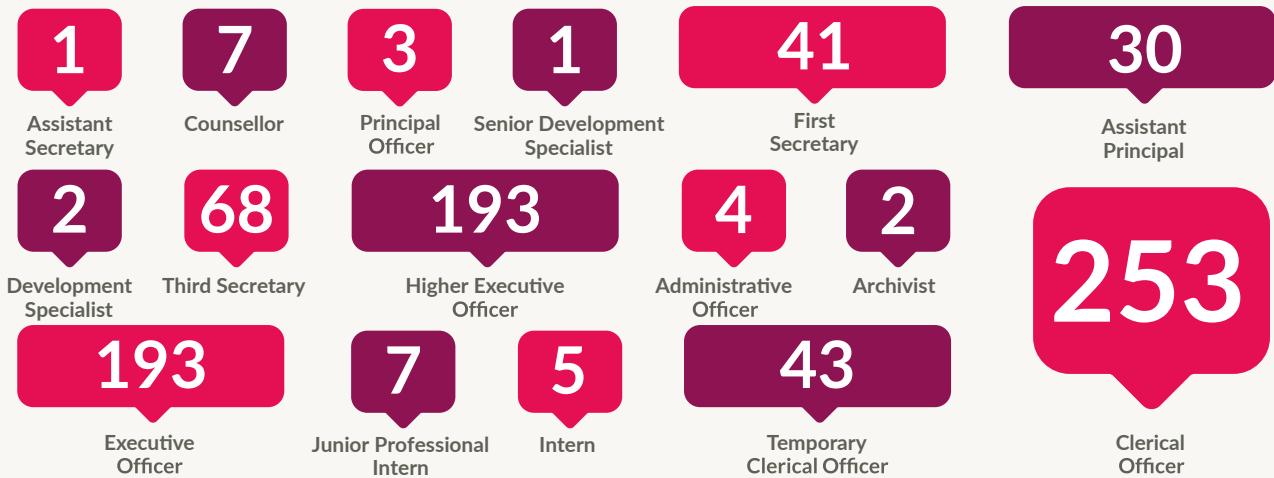 1
Assistant
Secretary
7
Counsellor
3
Principal
Officer
1
Senior Development
Specialist
41
First
Secretary
30
Assistant
Principal
2
Development
Specialist
68
Third Secretary
193
Higher Executive
Officer
4
Administrative
Officer
2
Archivist
253
Clerical
Officer
193
Executive
Officer
7
Junior Professional
Intern
5
Intern
43
Temporary
Clerical Officer